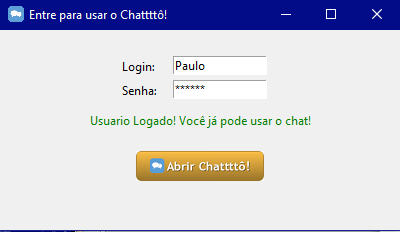 Entre para usar o Chattttô!
Login: Paulo
Senha: ******
Usuario Logado! Você já pode usar o chat!
Abrir Chattttô!